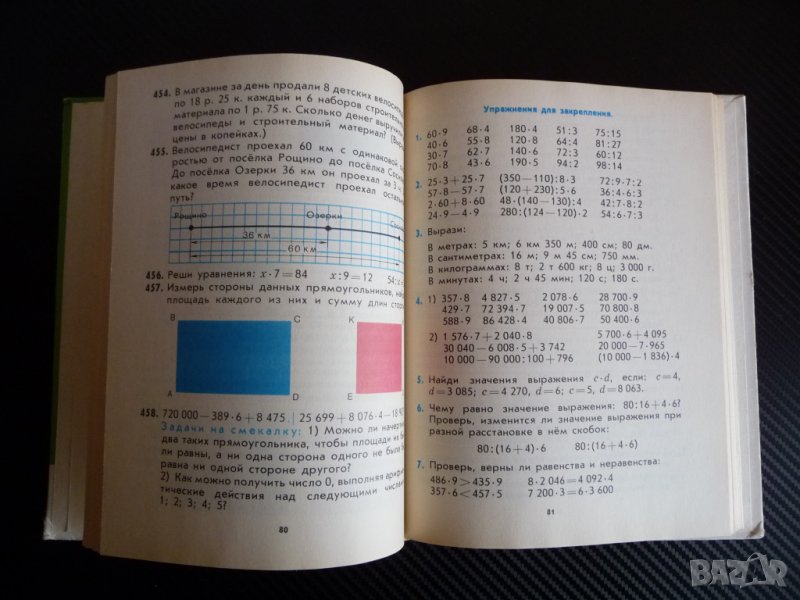 454. В магазине за день продали 8 детских
по 18 р. 25 к. каждый и 6 наборов
материала по 1 р. 75 к. Сколько денег
велосипеды и строительный материал?
цены в копейках.)
455. Велосипедист проехал 60 км с одинаковой
ростью от посёлка Рощино до посёлка
До посёлка Озерки 36 км он проехал за 3
какое время велосипедист проехал
путь?
Рощино Озерки
36 км
60 км
456. Реши уравнения: x·7=84 x:9=12
457. Измерь стороны данных прямоугольников,
площадь каждого из них и сумму длин
B C K
A D E
458. 720 000—389·6+8 475. 25 699+8 076·4—18
Задачи на смекалку: 1) Можно ли
два таких прямоугольника, чтобы площади их
ли равны, а ни одна сторона одного не была
равна ни одной стороне другого?
2) Как можно получить число 0, выполняя
тические действия над следующими
1; 2; 3; 4; 5?
80
Упражнения для закрепления.
1. 60·9 68·4 180·4 51:3 75:15
40·6 55·8 120·8 64:4 81:27
30·7 62·7 140·6 72:3 60:12
70·8 43·6 190·5 94:2 98:14
2. 25·3+25·7 (350—110):8·3 72:9·7:2
57·8—57·7 (120+230):5·6 36:4·6:3
2·60+8·60 48·(140—130):4 42:7·8:2
24·9—4·9 280:(124—120)·2 54:6·7:3
3. Вырази:
В метрах: 5 км; 6 км 350 м; 400 см; 80 дм.
В сантиметрах: 16 м; 9 м 45 см; 750 мм.
В килограммах: 8 т; 2 т 600 кг; 8 ц; 3 000 г.
В минутах: 4 ч; 2 ч 45 мин; 120 с; 180 с.
4. 1) 357·8 4 827·5 2 078·6 28 700·9
429·7 72 394·7 19 007·5 70 800·8
588·9 86 428·4 40 806·7 50 400·6
2) 1 576·7+2 040·8 5 700·6+4 095
30 040—6 008·5+3 742 20 000—7·965
10 000—90 000:100+796 (10 000—1 836)·4
5. Найди значения выражения c·d, если: c=4,
d=3 085; c=4 270, d=6; c=5, d=8 063.
6. Чему равно значение выражения: 80:16+4·6?
Проверь, изменится ли значение выражения при
разной расстановке в нём скобок:
80:(16+4)·6 80:(16+4·6)
7. Проверь, верны ли равенства и неравенства:
486·9>435·9 8·2 046=4 092·4
357·6<457·5 7 200·3=6·3 600
81
BAZAR